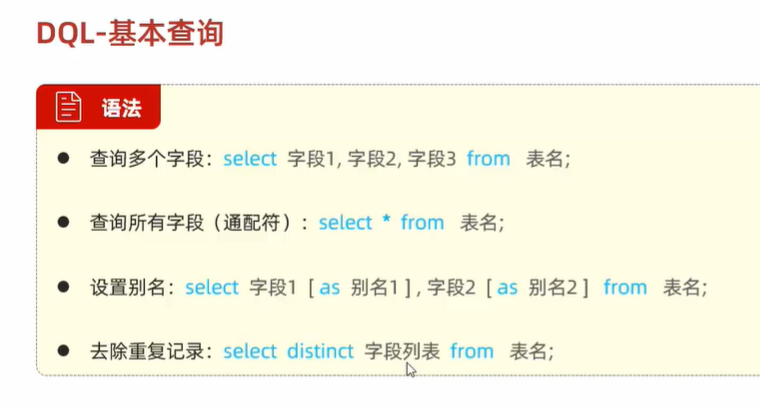 DQL-基本查询
语法
查询多个字段：select 字段1, 字段2, 字段3 from 表名;
查询所有字段（通配符）：select * from 表名;
设置别名：select 字段1 [ as 别名1 ] , 字段2 [ as 别名2 ] from 表名;
去除重复记录：select distinct 字段列表 from 表名;